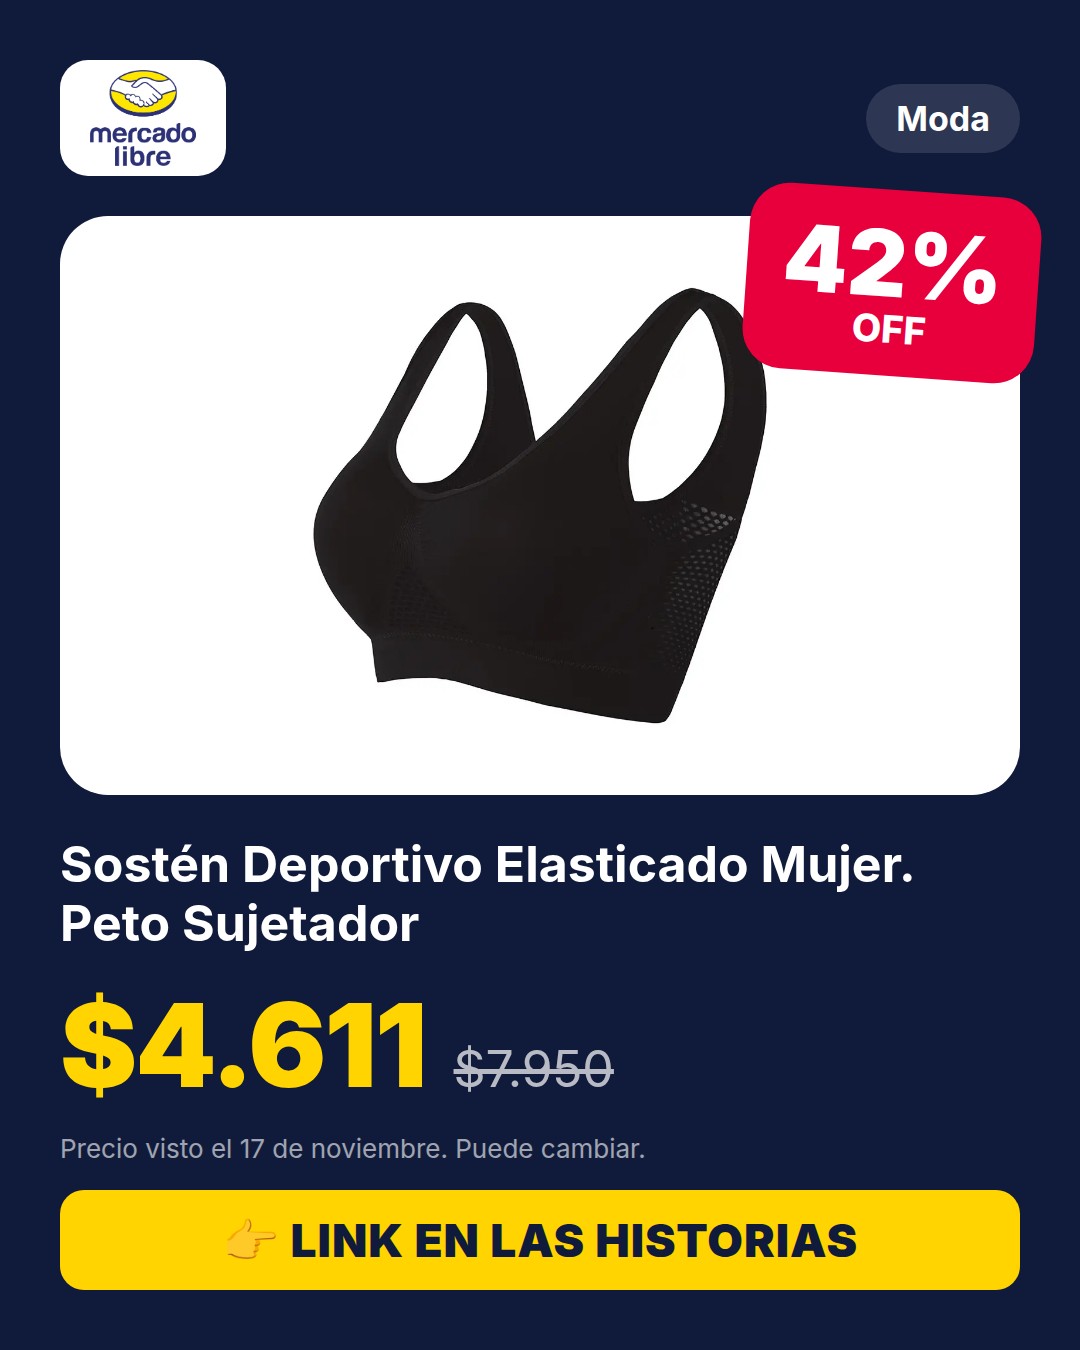 mercado
libre
Moda
42%
OFF
Sostén Deportivo Elasticado Mujer.
Peto Sujetador
$4.611 $7.950
Precio visto el 17 de noviembre. Puede cambiar.
👉 LINK EN LAS HISTORIAS